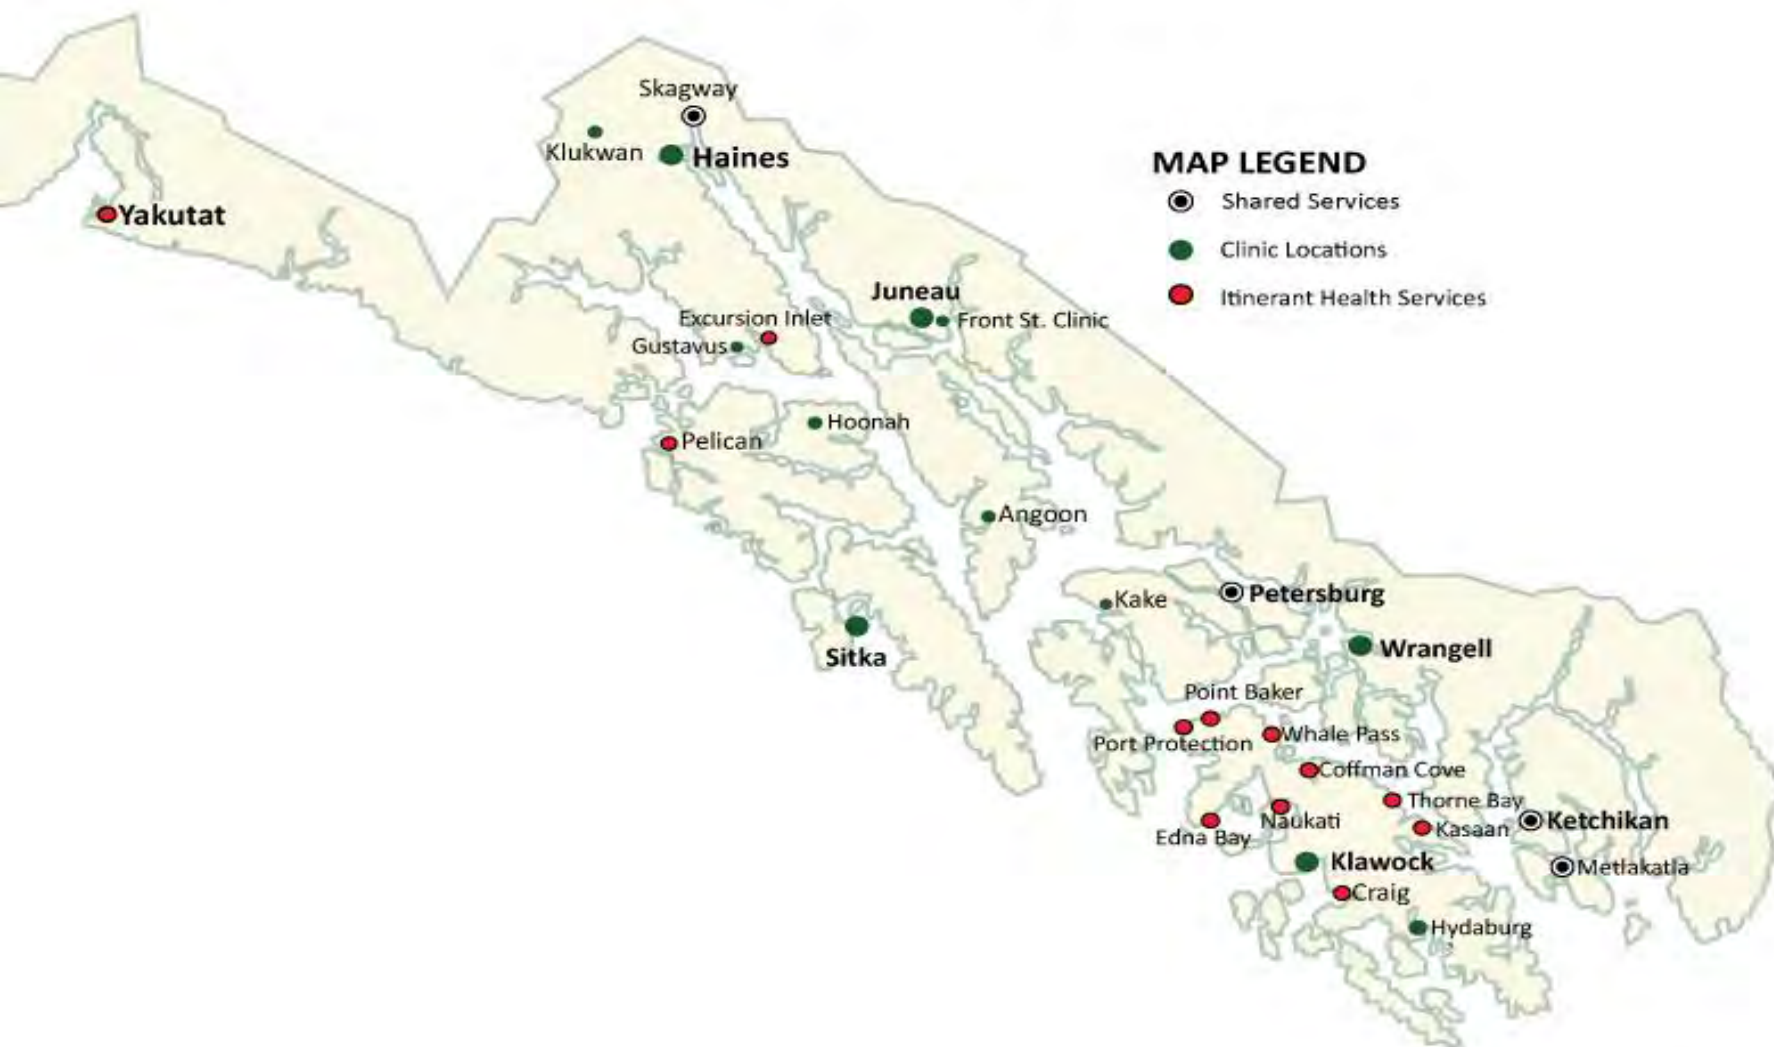 Skagway
Klukwan
Haines
MAP LEGEND
Shared Services
Yakutat
Clinic Locations
Juneau
Itinerant Health Services
Excursion Inlet
Front St. Clinic
Gustavus
Hoonah
Pelican
Angoon
Petersburg
Kake
Wrangell
Sitka
Point Baker
Whale Pass
Port Protection
Coffman Cove
Thorne Bay
Naukati
Ketchikan
Kasaan
Edna Bay
Klawock
Metlakatla
Craig
Hydaburg